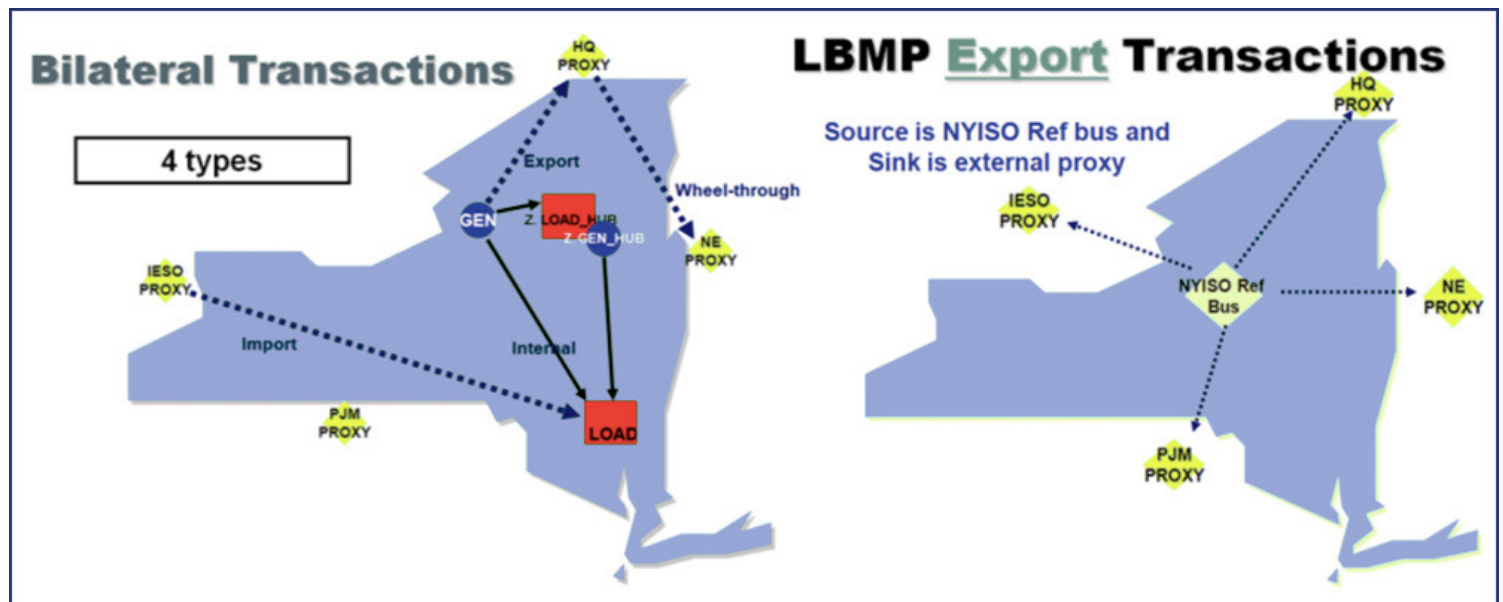 Bilateral Transactions
4 types
HQ
PROXY
Export
Wheel-through
GEN
Z. LOAD_HUB
Z. GEN_HUB
NE
PROXY
IESO
PROXY
Import
Internal
PJM
PROXY
LOAD
LBMP Export Transactions
Source is NYISO Ref bus and
Sink is external proxy
HQ
PROXY
IESO
PROXY
NYISO Ref
Bus
NE
PROXY
PJM
PROXY